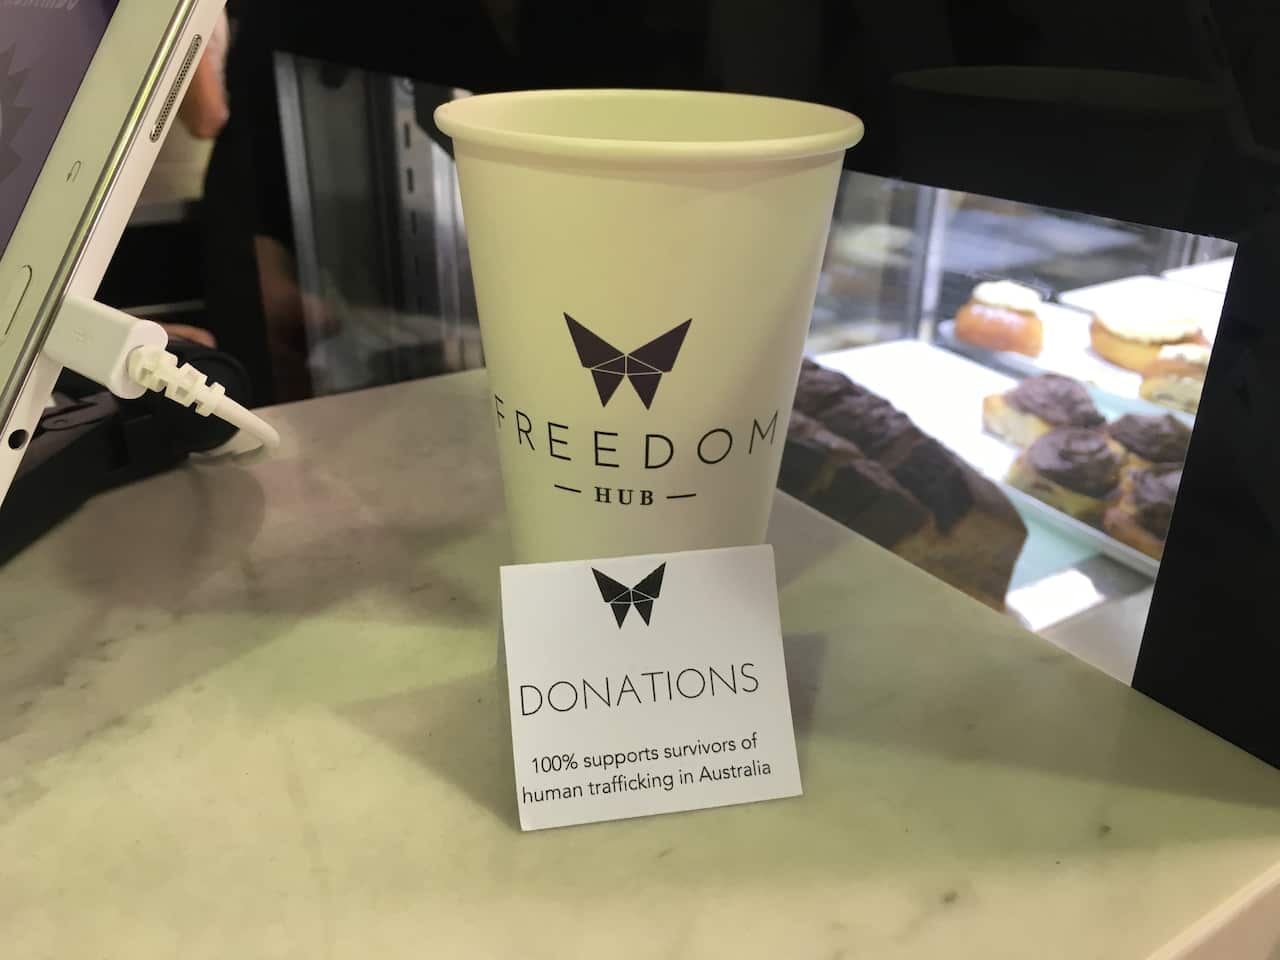 FREEDOM
— HUB —
DONATIONS
100% supports survivors of
human trafficking in Australia